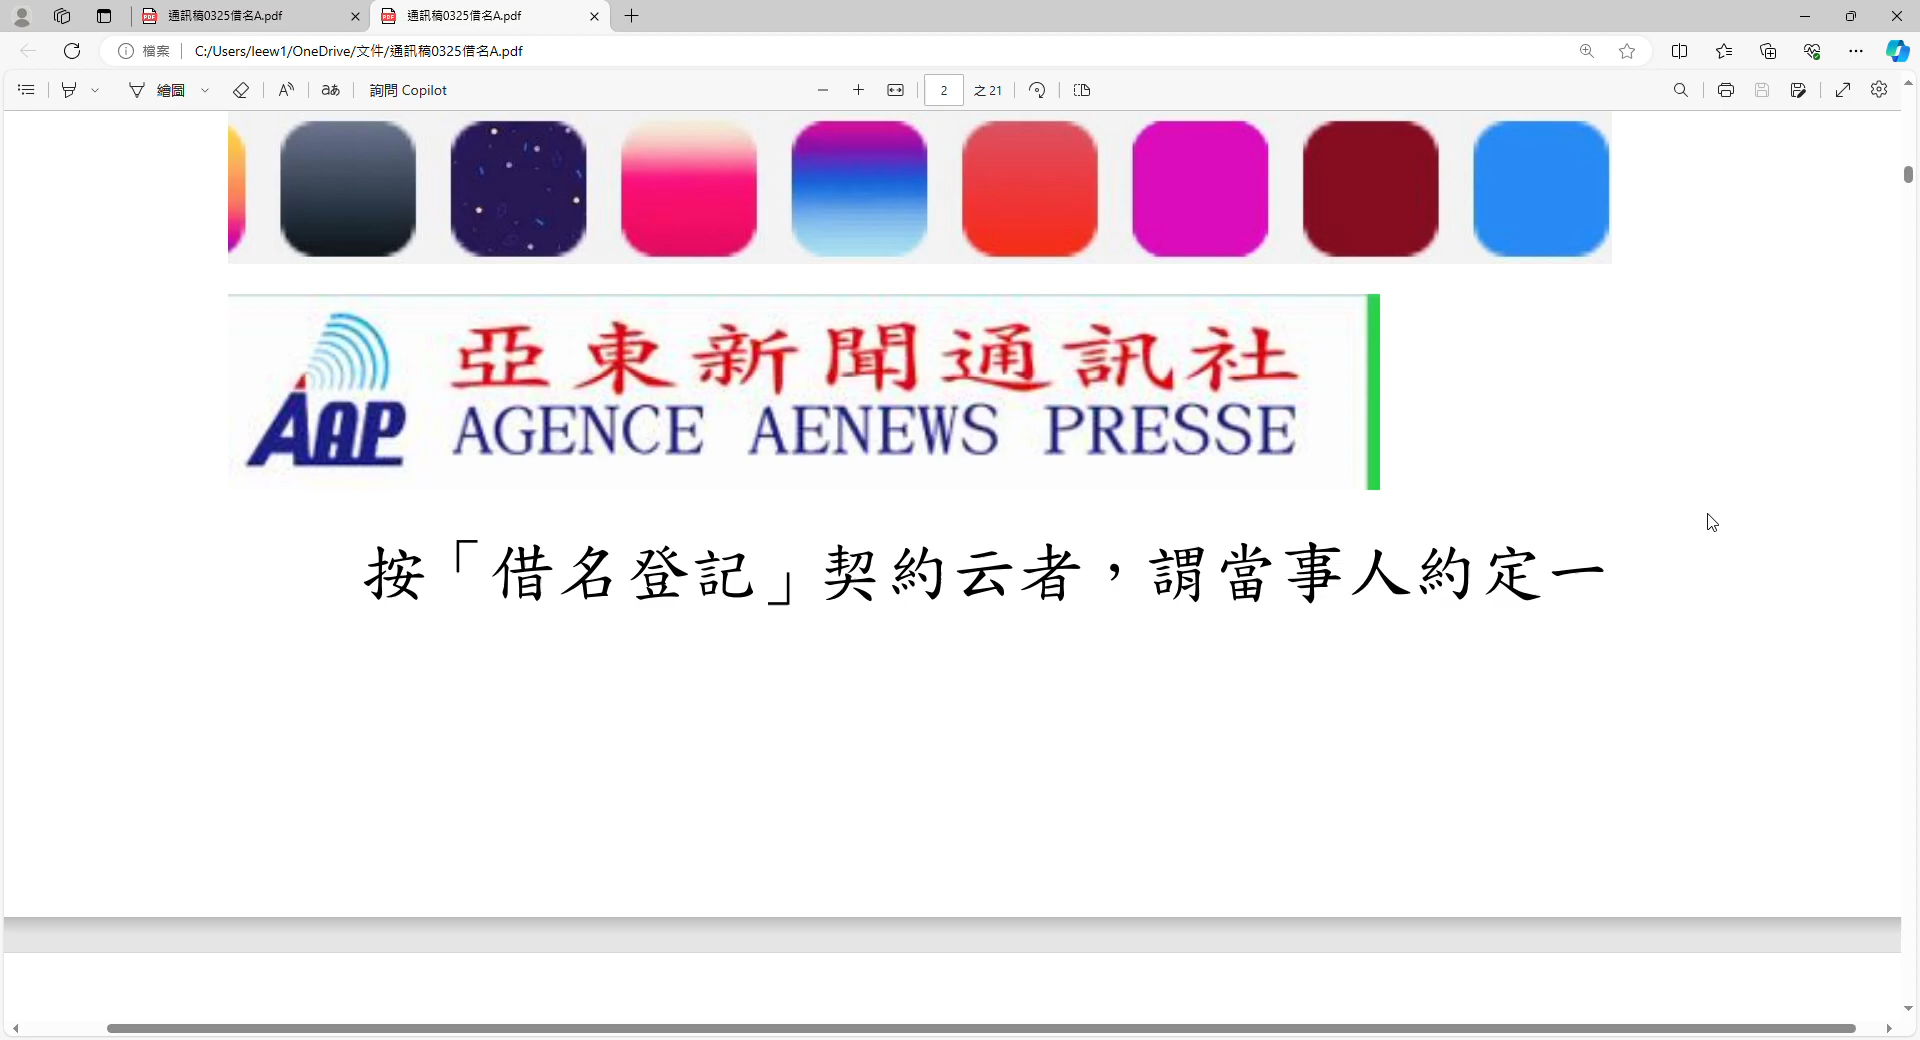 通訊稿0325借名A.pdf
通訊稿0325借名A.pdf
檔案
C:/Users/leew1/OneDrive/文件/通訊稿0325借名A.pdf
繪圖
aあ
詢問 Copilot
2
之 21
亞東新聞通訊社
AAP
AGENCE AENEWS PRESSE
按「借名登記」契約云者，謂當事人約定一